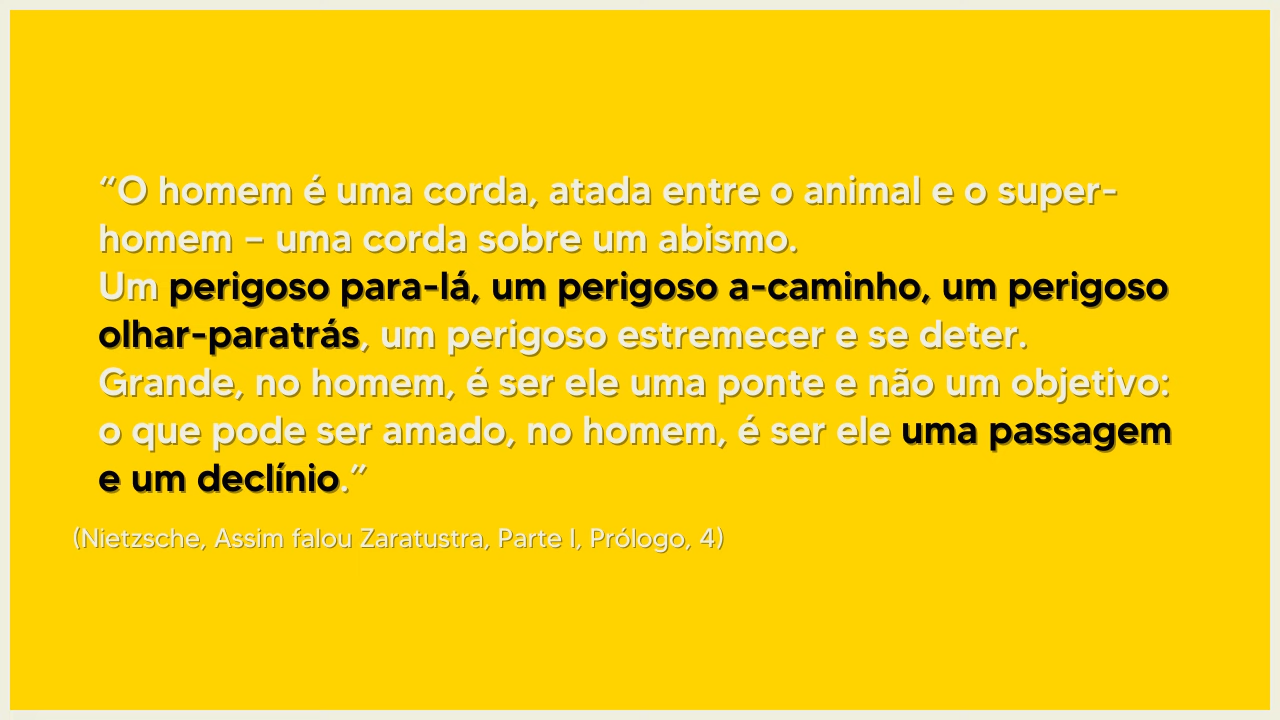 “O homem é uma corda, atada entre o animal e o super-
homem – uma corda sobre um abismo.
Um perigoso para-lá, um perigoso a-caminho, um perigoso
olhar-paratrás, um perigoso estremecer e se deter.
Grande, no homem, é ser ele uma ponte e não um objetivo:
o que pode ser amado, no homem, é ser ele uma passagem
e um declínio.”
(Nietzsche, Assim falou Zaratustra, Parte I, Prólogo, 4)